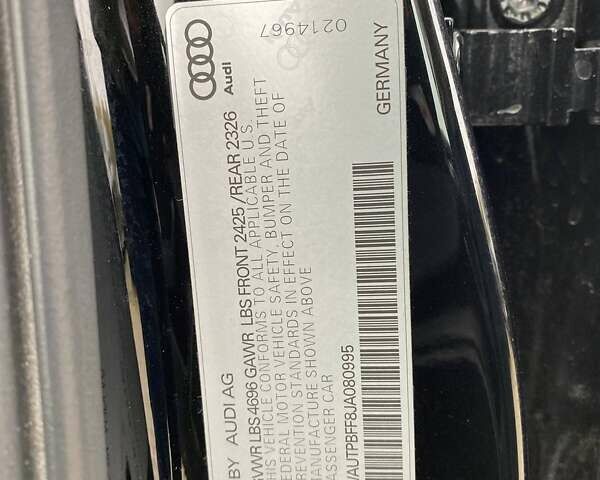 Audi
0214967
BY AUDI AG
GVWR LBS 4696 GAWR LBS FRONT 2425 / REAR 2326
THIS VEHICLE CONFORMS TO ALL APPLICABLE U S
FEDERAL MOTOR VEHICLE SAFETY, BUMPER AND THEFT
PREVENTION STANDARDS IN EFFECT ON THE DATE OF
MANUFACTURE SHOWN ABOVE
PASSENGER CAR
GERMANY
WAUTPBFF8JA080995